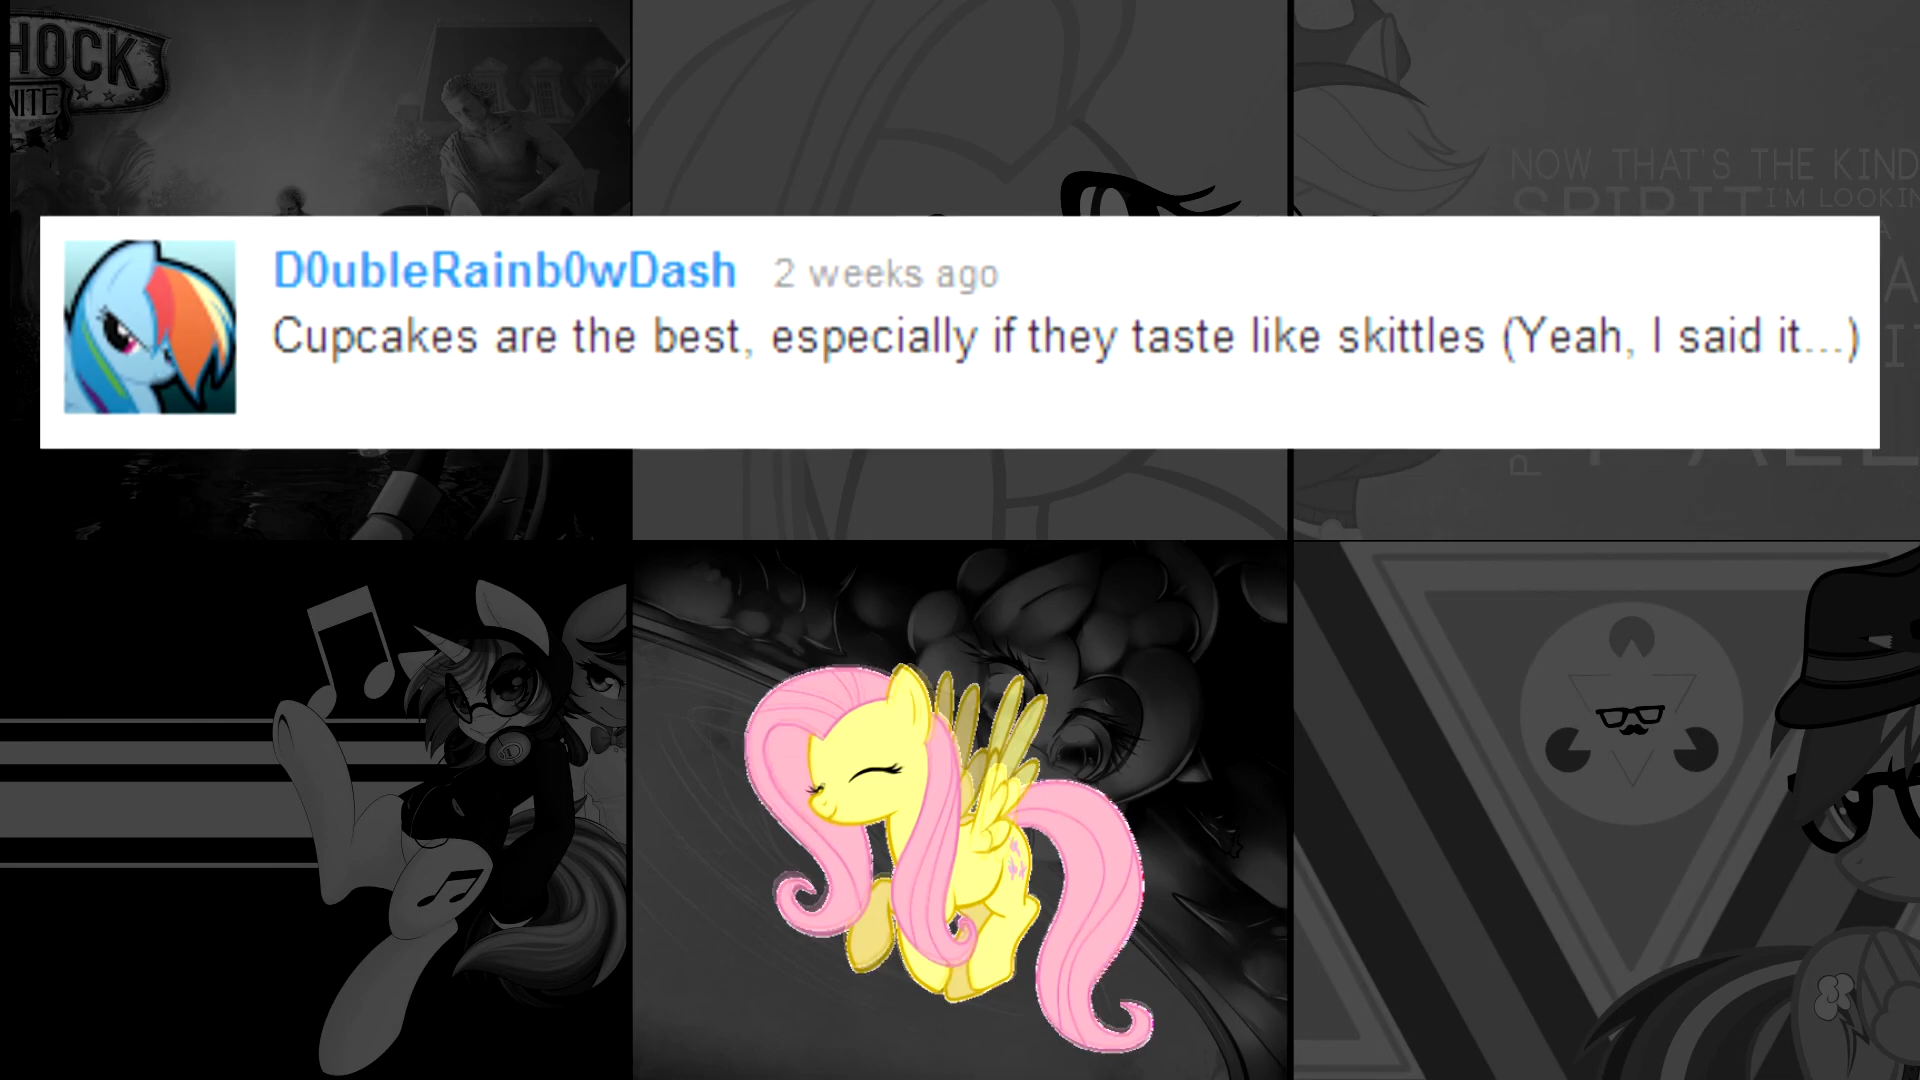 HOCK
NITE
NOW THAT'S THE KIND
SPIRIT I'M LOOKIN
D0ubleRainb0wDash 2 weeks ago
Cupcakes are the best, especially if they taste like skittles (Yeah, I said it...)